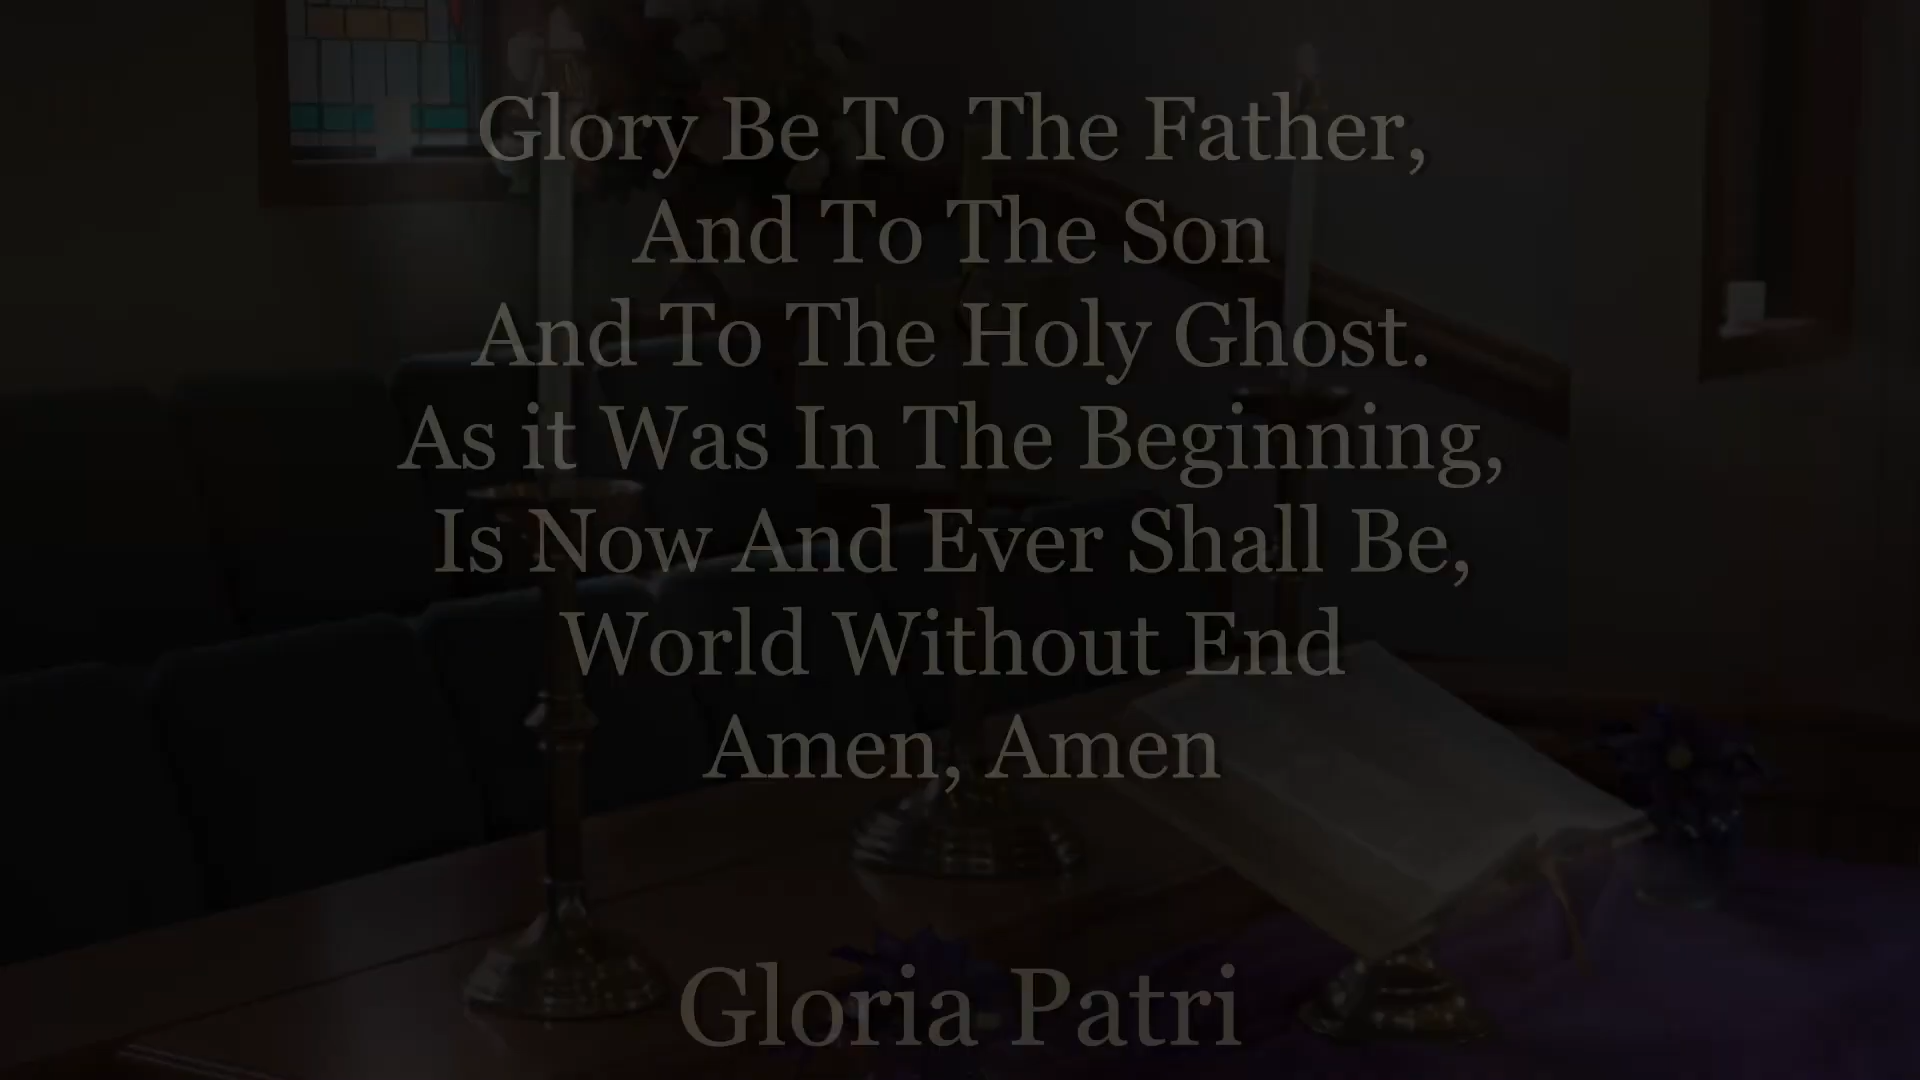 Glory Be To The Father,
And To The Son
And To The Holy Ghost.
As it Was In The Beginning,
Is Now And Ever Shall Be,
World Without End
Amen, Amen
Gloria Patri